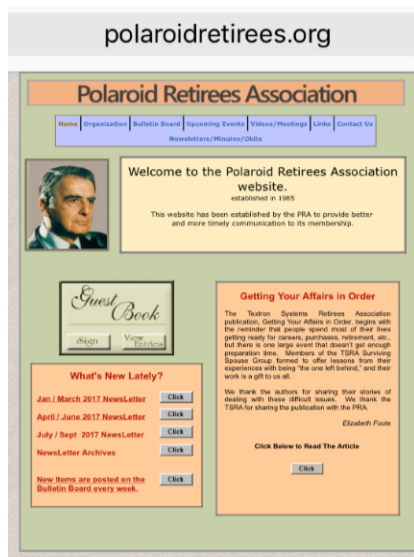 polaroidretirees.org
Polaroid Retirees Association
Home Organization Bulletin Board Upcoming Events Videos/Meetings Links Contact Us
Newsletters/Minutes/Obits
Welcome to the Polaroid Retirees Association
website.
established in 1985
This website has been established by the PRA to provide better
and more timely communication to its membership.
Guest
Book
Sign
View
Entries
What's New Lately?
Jan / March 2017 NewsLetter Click
April / June 2017 NewsLetter Click
July / Sept 2017 NewsLetter Click
NewsLetter Archives Click
New Items are posted on the Click
Bulletin Board every week.
Getting Your Affairs in Order
The Textron Systems Retirees Association
publication, Getting Your Affairs in Order, begins with
the reminder that people spend most of their lives
getting ready for careers, purchases, retirement, etc.,
but there is one large event that doesn't get enough
preparation time. Members of the TSRA Surviving
Spouse Group formed to offer lessons from their
experiences with being "the one left behind," and their
work is a gift to us all.
We thank the authors for sharing their stories of
dealing with these difficult issues. We thank the
TSRA for sharing the publication with the PRA.
Elizabeth Foote
Click Below to Read The Article.
Click